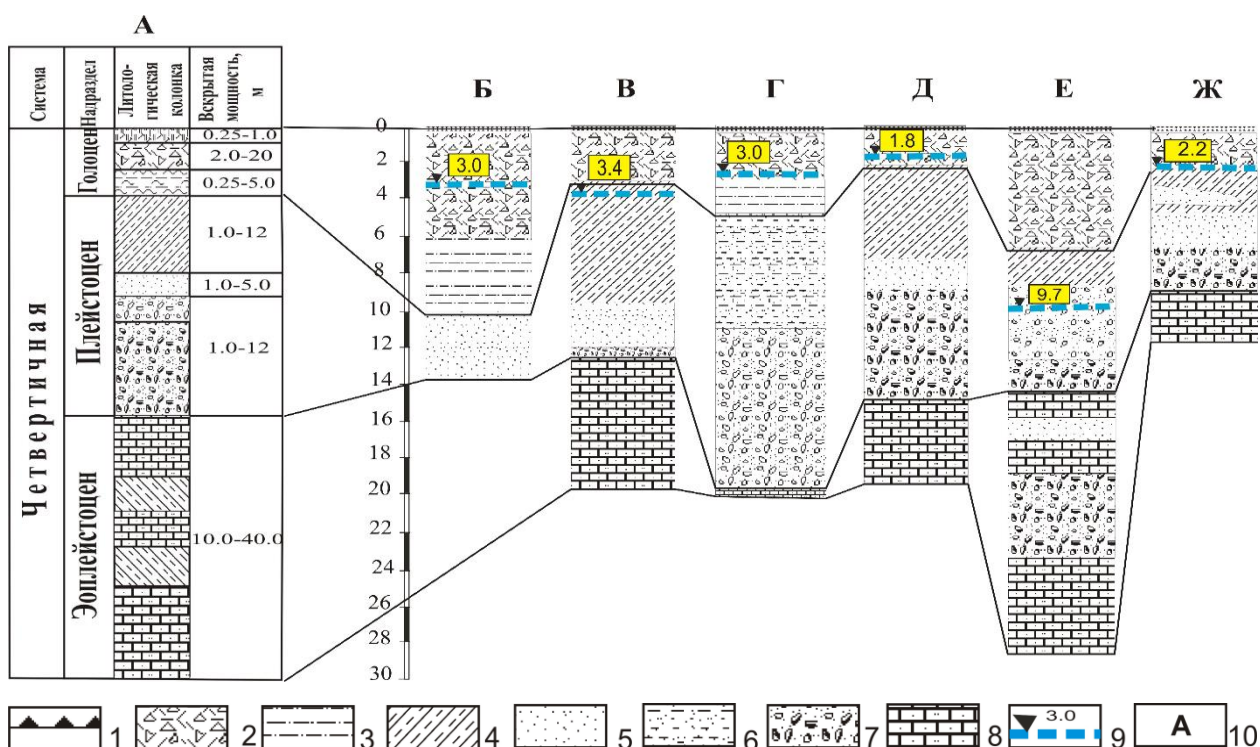 А
Система
Надраздел
Литоло-
гическая
колонка
Вскрытая
мощность,
м
Четвертичная
Голоцен
Плейстоцен
Эоплейстоцен
0.25-1.0
2.0-20
0.25-5.0
1.0-12
1.0-5.0
1.0-12
10.0-40.0
Б В Г Д Е Ж
0
2
4
6
8
10
12
14
16
18
20
22
24
26
28
30
3.0
3.4
3.0
1.8
9.7
2.2
1 2 3 4 5 6 7 8 3.0 9 А 10